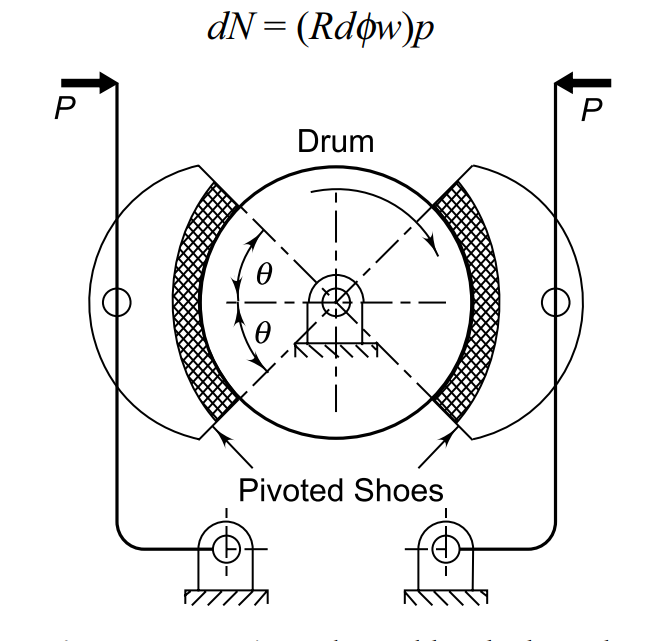 dN = (Rdϕw)p
P
P
Drum
θ
θ
Pivoted Shoes